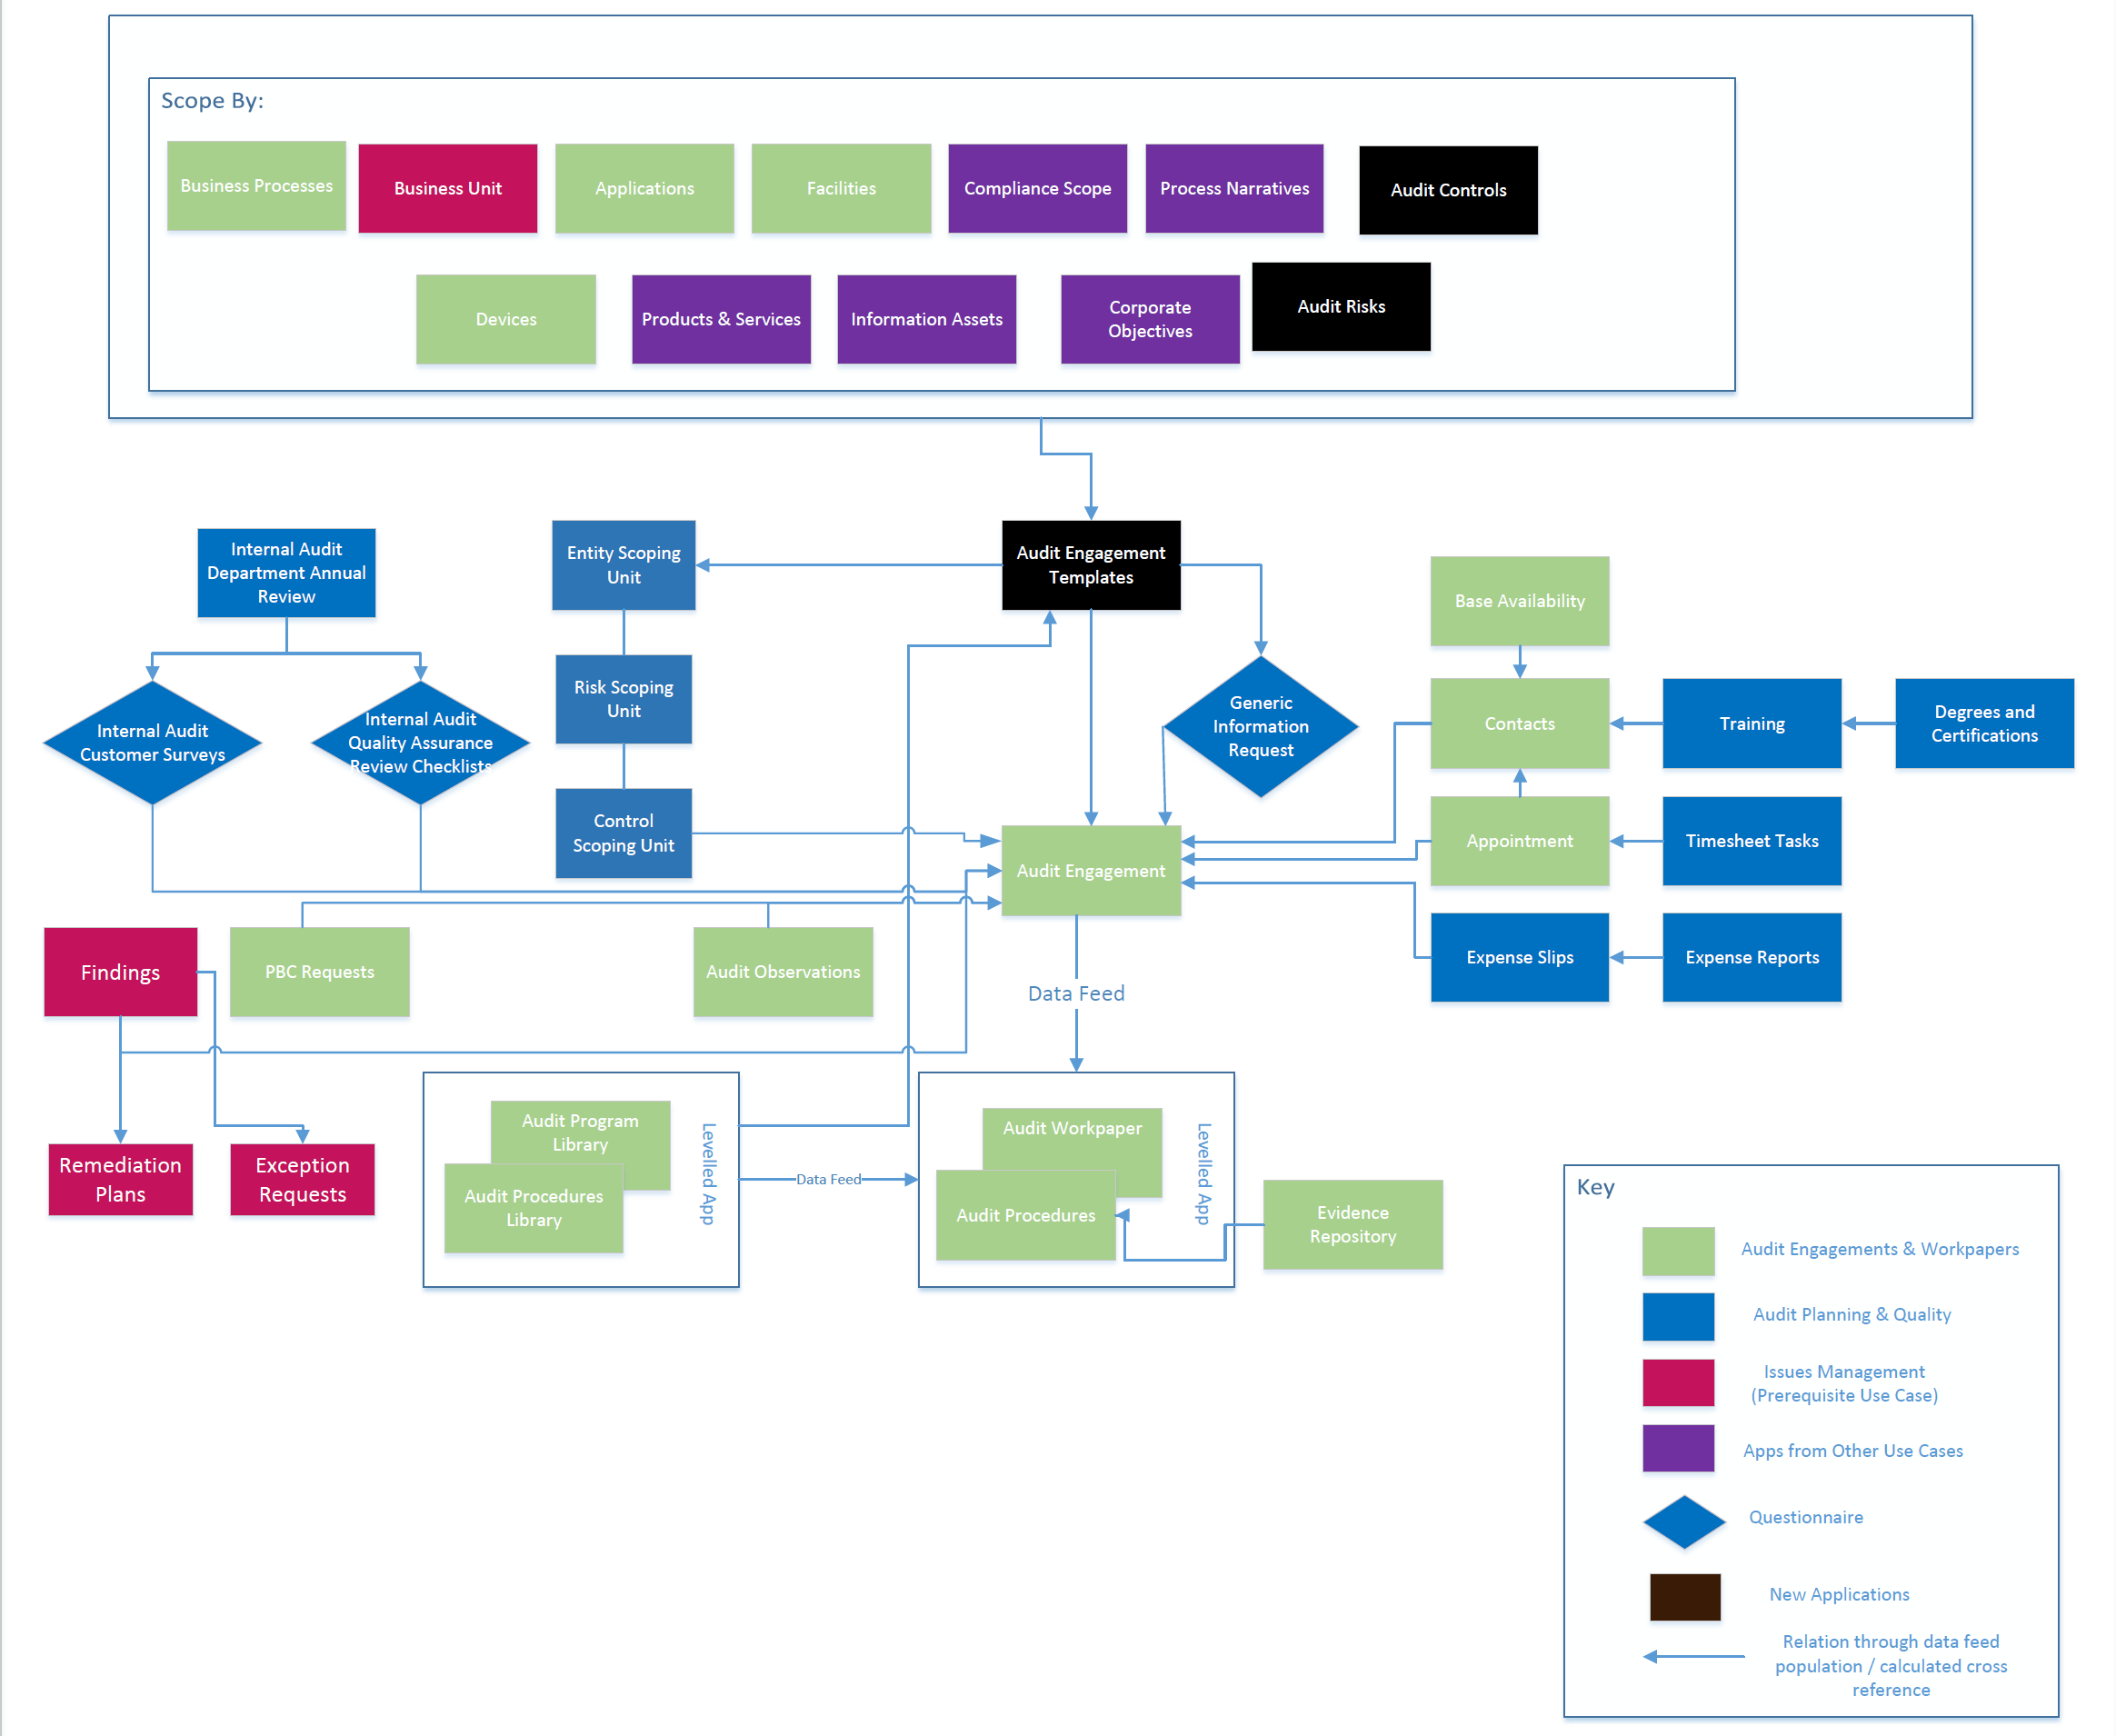 Scope By:
Business Processes
Business Unit
Applications
Facilities
Compliance Scope
Process Narratives
Audit Controls
Devices
Products & Services
Information Assets
Corporate
Objectives
Audit Risks
Internal Audit
Department Annual
Review
Entity Scoping
Unit
Audit Engagement
Templates
Base Availability
Internal Audit
Customer Surveys
Internal Audit
Quality Assurance
Review Checklists
Risk Scoping
Unit
Generic
Information
Request
Contacts
Training
Degrees and
Certifications
Control
Scoping Unit
Audit Engagement
Appointment
Timesheet Tasks
Findings
PBC Requests
Audit Observations
Data Feed
Expense Slips
Expense Reports
Remediation
Plans
Exception
Requests
Audit Program
Library
Audit Procedures
Library
Levelled App
Data Feed
Audit Workpaper
Audit Procedures
Levelled App
Evidence
Repository
Key
Audit Engagements & Workpapers
Audit Planning & Quality
Issues Management
(Prerequisite Use Case)
Apps from Other Use Cases
Questionnaire
New Applications
Relation through data feed
population / calculated cross
reference